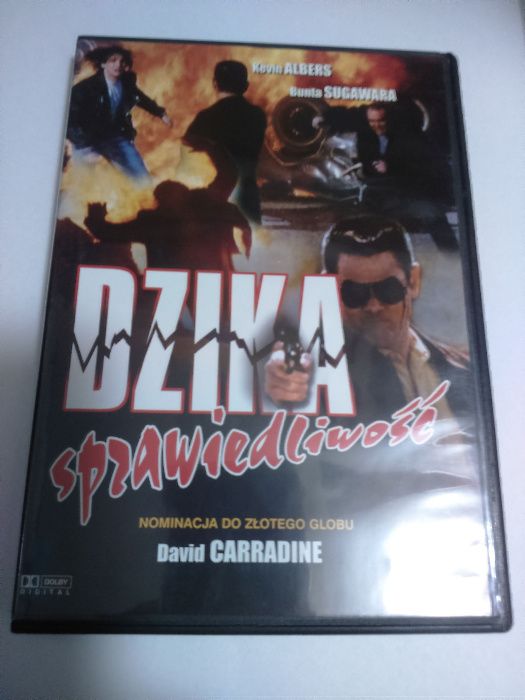 Kevin ALBERS
Bunta SUGAWARA
DZIKA
sprawiedliwość
NOMINACJA DO ZŁOTEGO GLOBU
David CARRADINE
DOLBY
DIGITAL